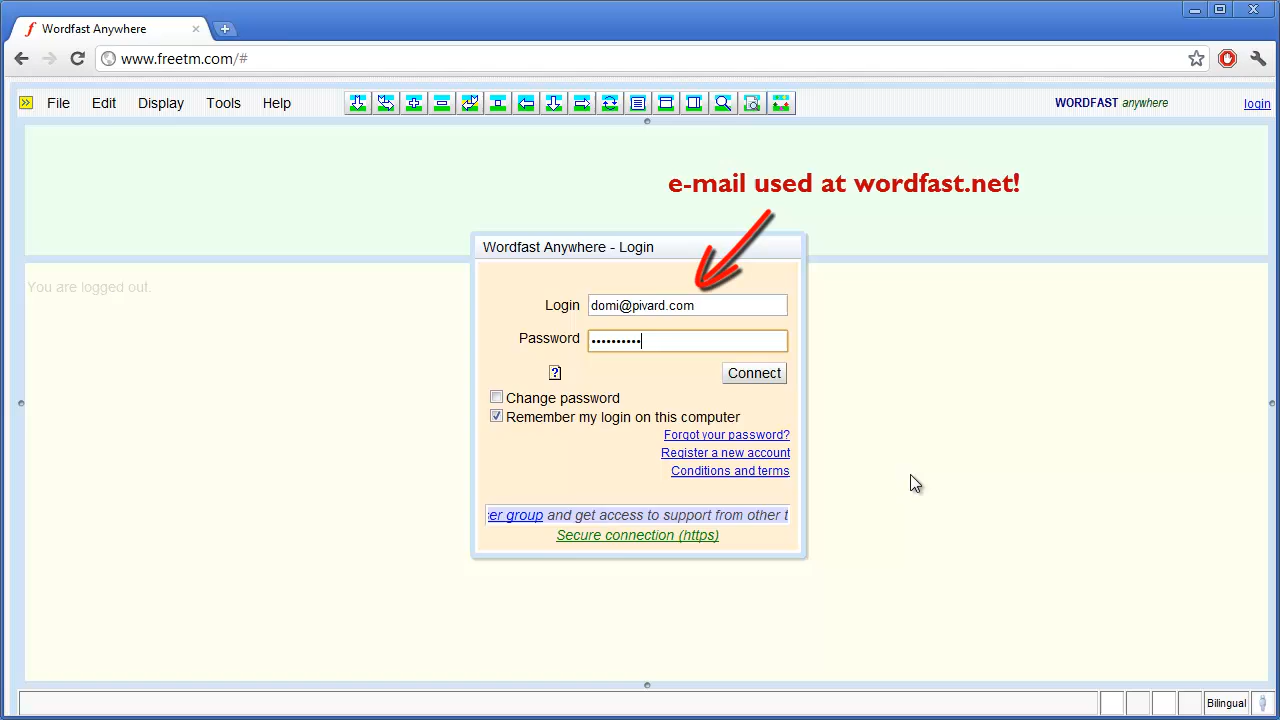 Wordfast Anywhere
www.freetm.com/#
File Edit Display Tools Help
WORDFAST anywhere
login
e-mail used at wordfast.net!
Wordfast Anywhere - Login
You are logged out.
Login domi@pivard.com
Password ••••••••••
? Connect
Change password
Remember my login on this computer
Forgot your password?
Register a new account
Conditions and terms
er group and get access to support from other t
Secure connection (https)
Bilingual